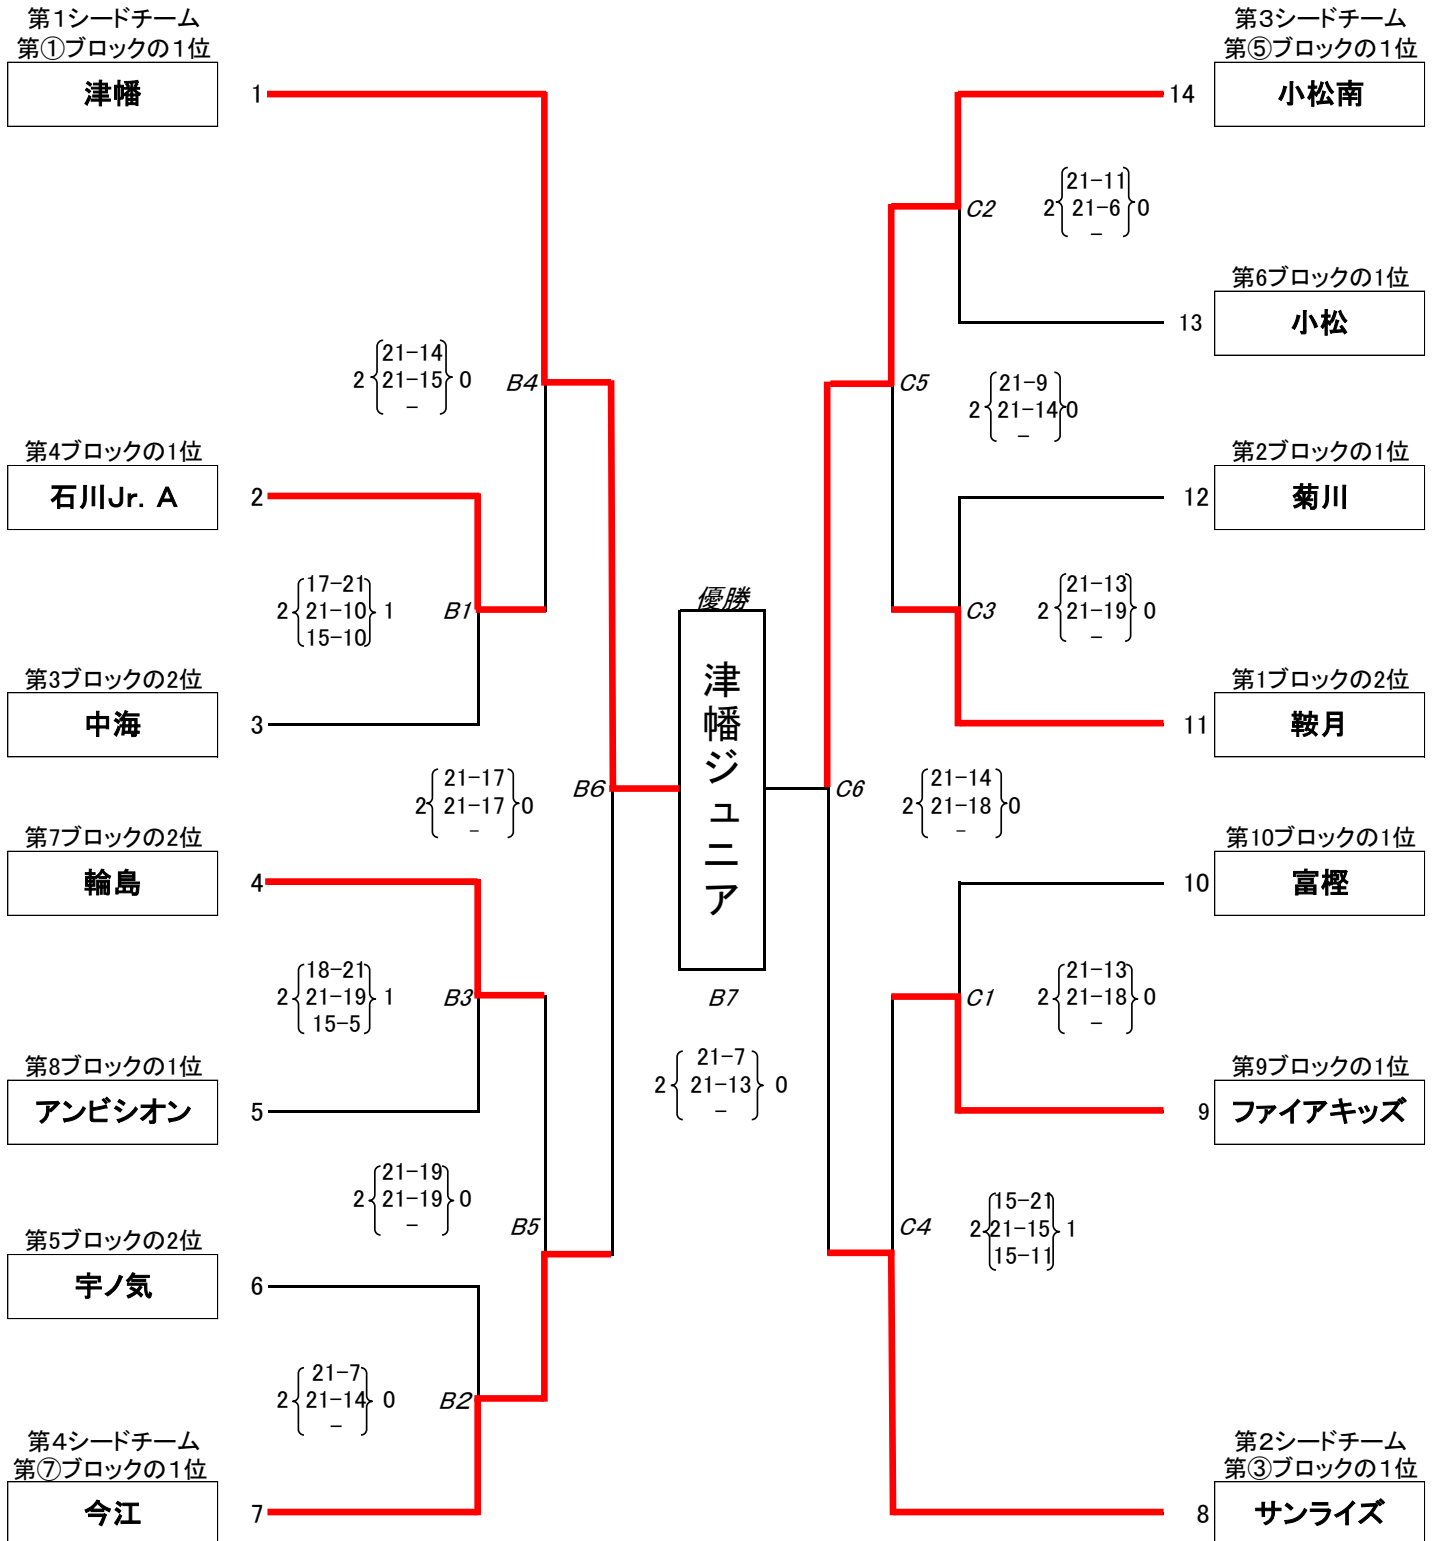 第１シードチーム
第①ブロックの１位
津幡
1
2
21-14
21-15
-
0
B4
第4ブロックの1位
石川Jr. A
2
2
17-21
21-10
15-10
1
B1
第3ブロックの2位
中海
3
2
21-17
21-17
-
0
B6
第7ブロックの2位
輪島
4
2
18-21
21-19
15-5
1
B3
第8ブロックの1位
アンビシオン
5
2
21-19
21-19
-
0
B5
第5ブロックの2位
宇ノ気
6
2
21-7
21-14
-
0
B2
第４シードチーム
第⑦ブロックの１位
今江
7
優勝
津幡ジュニア
B7
2
21-7
21-13
-
0
第３シードチーム
第⑤ブロックの１位
14
小松南
C2
2
21-11
21-6
-
0
第6ブロックの1位
13
小松
C5
2
21-9
21-14
-
0
第2ブロックの1位
12
菊川
C3
2
21-13
21-19
-
0
第1ブロックの2位
11
鞍月
C6
2
21-14
21-18
-
0
第10ブロックの1位
10
富樫
C1
2
21-13
21-18
-
0
第9ブロックの1位
9
ファイアキッズ
C4
2
15-21
21-15
15-11
1
第２シードチーム
第③ブロックの１位
8
サンライズ